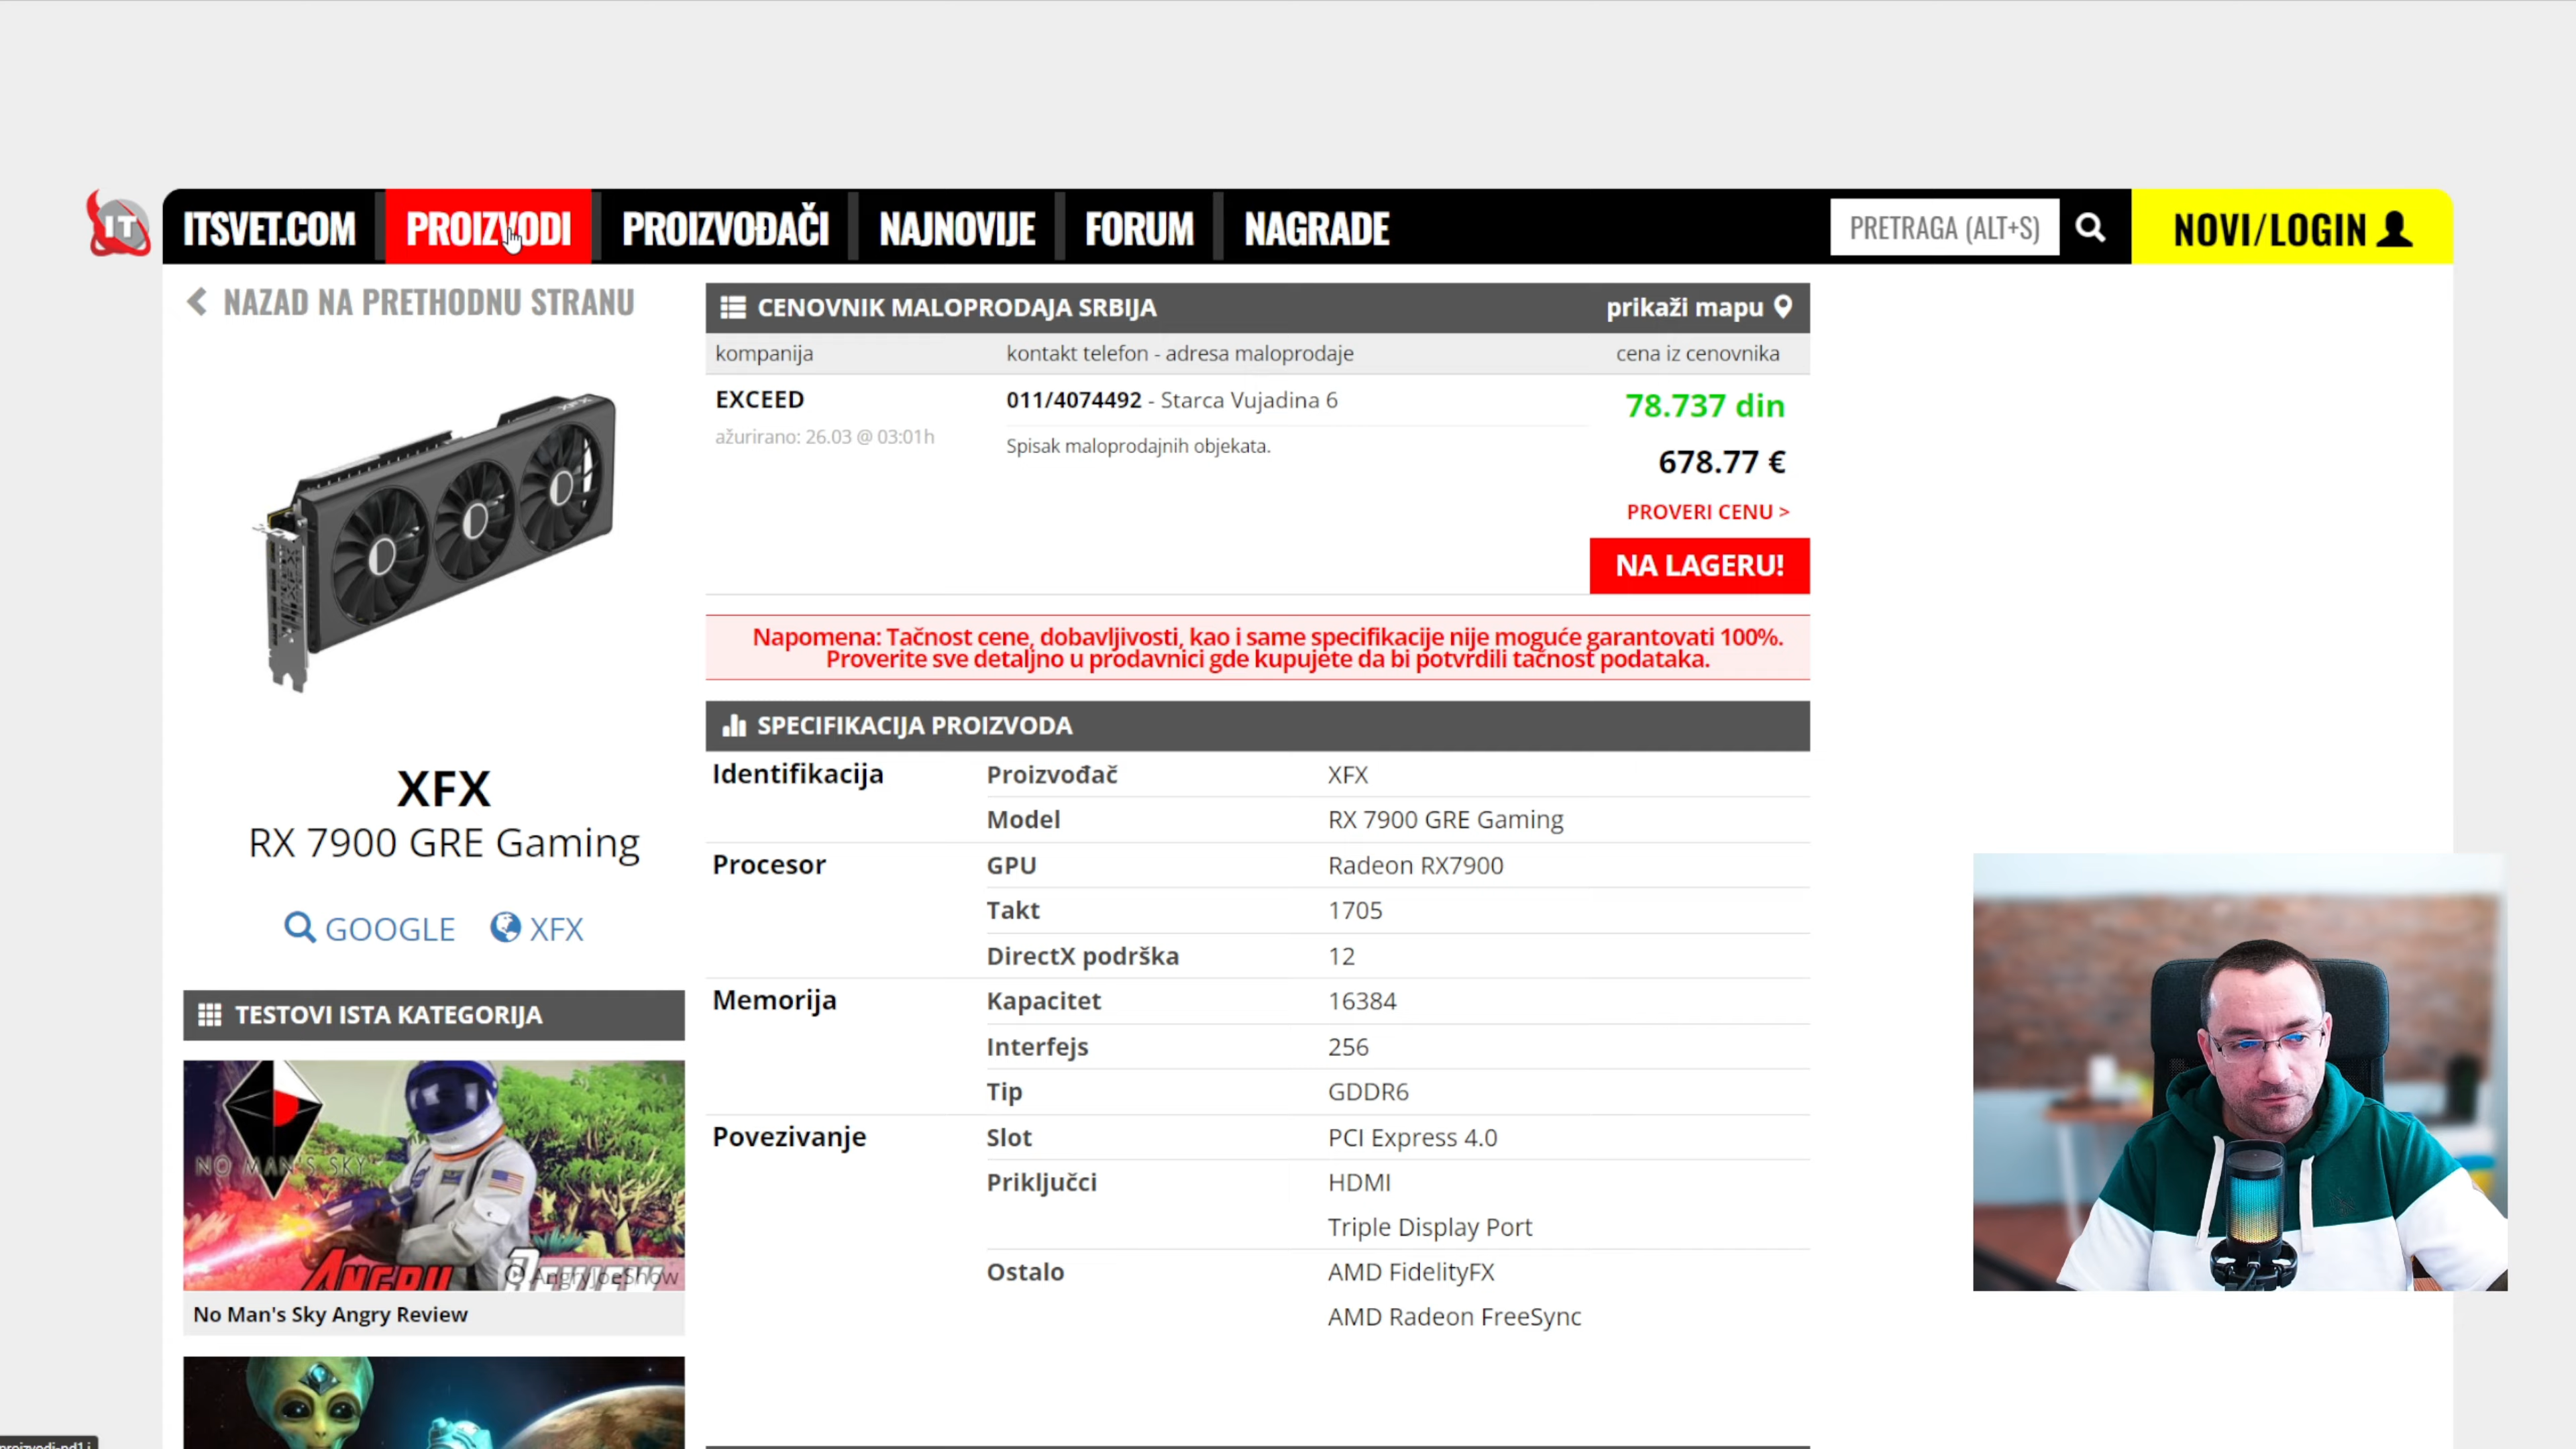 IT
ITSVET.COM
PROIZVODI
PROIZVOĐAČI
NAJNOVIJE
FORUM
NAGRADE
PRETRAGA (ALT+S)
NOVI/LOGIN
NAZAD NA PRETHODNU STRANU
XFX
RX 7900 GRE Gaming
GOOGLE
XFX
TESTOVI ISTA KATEGORIJA
NO MAN'S SKY
ANGRY REVIEW
AngryJoeShow
No Man's Sky Angry Review
CENOVNIK MALOPRODAJA SRBIJA
prikaži mapu
kompanija kontakt telefon - adresa maloprodaje cena iz cenovnika
EXCEED 011/4074492 - Starca Vujadina 6 78.737 din
ažurirano: 26.03 @ 03:01h Spisak maloprodajnih objekata.
678.77 €
PROVERI CENU >
NA LAGERU!
Napomena: Tačnost cene, dobavljivosti, kao i same specifikacije nije moguće garantovati 100%.
Proverite sve detaljno u prodavnici gde kupujete da bi potvrdili tačnost podataka.
SPECIFIKACIJA PROIZVODA
Identifikacija Proizvođač XFX
Model RX 7900 GRE Gaming
Procesor GPU Radeon RX7900
Takt 1705
DirectX podrška 12
Memorija Kapacitet 16384
Interfejs 256
Tip GDDR6
Povezivanje Slot PCI Express 4.0
Priključci HDMI
Triple Display Port
Ostalo AMD FidelityFX
AMD Radeon FreeSync